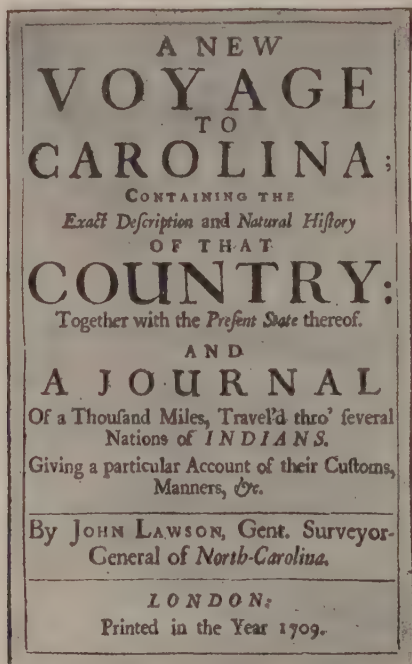 A NEW
VOYAGE
TO
CAROLINA;
CONTAINING THE
Exact Deſcription and Natural Hiſtory
OF THAT
COUNTRY:
Together with the Preſent State thereof.
AND
A JOURNAL
Of a Thouſand Miles, Travel'd thro' ſeveral
Nations of INDIANS.
Giving a particular Account of their Cuſtoms,
Manners, &c.
By JOHN LAWSON, Gent. Surveyor-
General of North-Carolina.
LONDON:
Printed in the Year 1709.